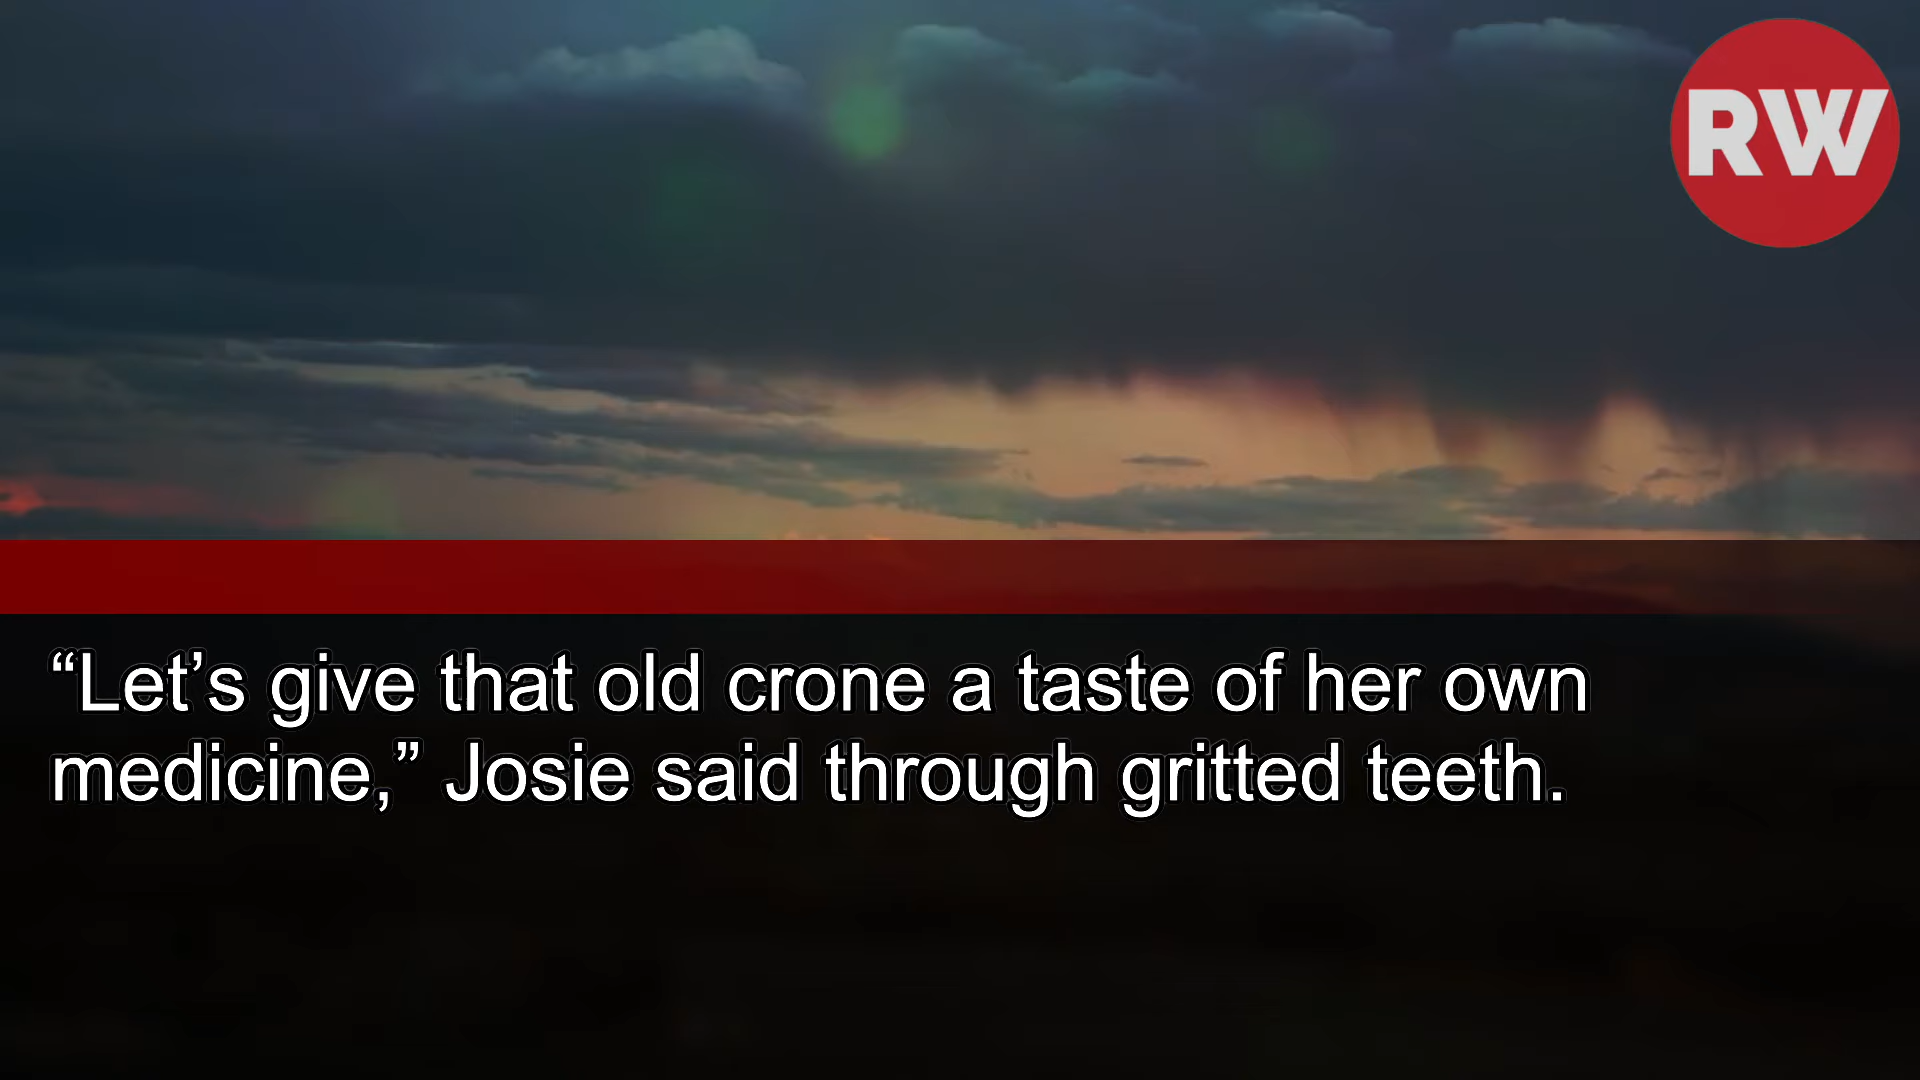 RW
“Let’s give that old crone a taste of her own
medicine,” Josie said through gritted teeth.